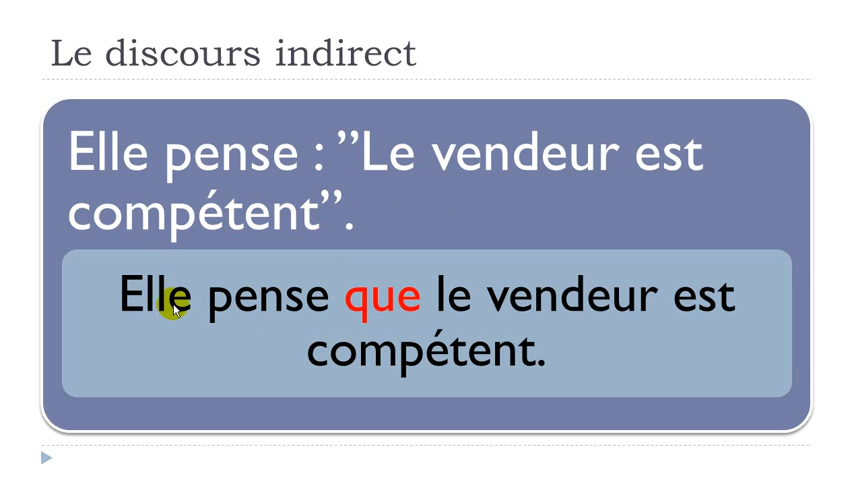 Le discours indirect
Elle pense : ”Le vendeur est
compétent”.
Elle pense que le vendeur est
compétent.